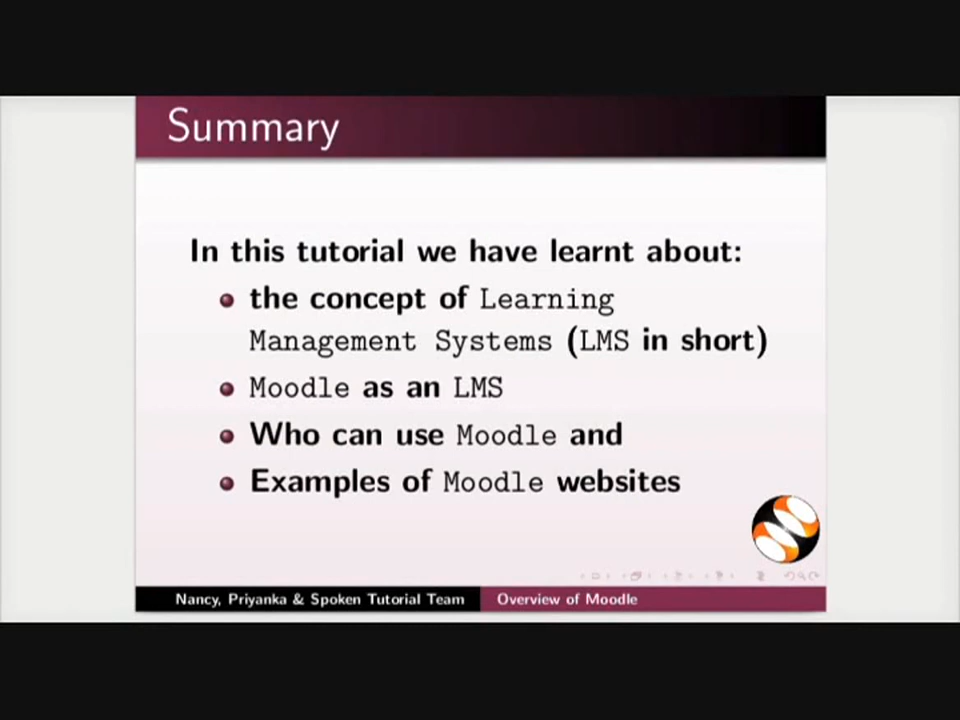 Summary
In this tutorial we have learnt about:
the concept of Learning
Management Systems (LMS in short)
Moodle as an LMS
Who can use Moodle and
Examples of Moodle websites
Nancy, Priyanka & Spoken Tutorial Team
Overview of Moodle